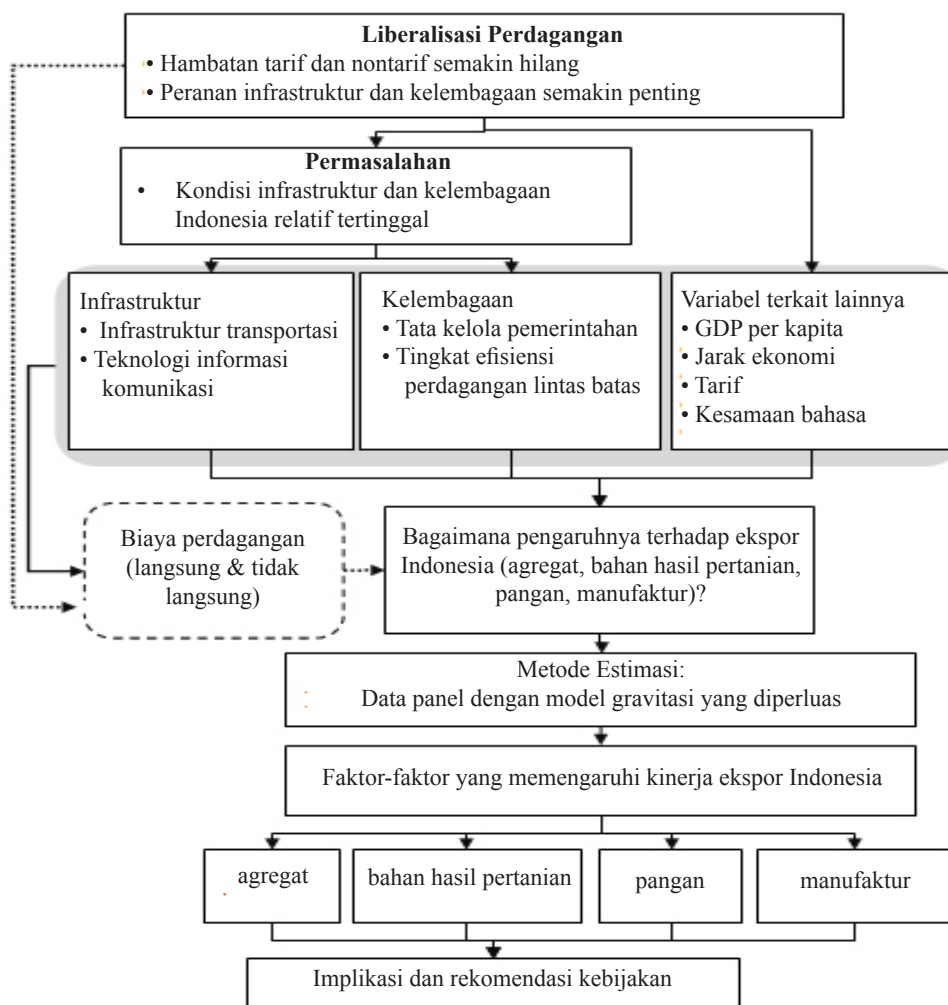 Liberalisasi Perdagangan
• Hambatan tarif dan nontarif semakin hilang
• Peranan infrastruktur dan kelembagaan semakin penting
Permasalahan
• Kondisi infrastruktur dan kelembagaan
Indonesia relatif tertinggal
Infrastruktur
• Infrastruktur transportasi
• Teknologi informasi
komunikasi
Kelembagaan
• Tata kelola pemerintahan
• Tingkat efisiensi
perdagangan lintas batas
Variabel terkait lainnya
• GDP per kapita
• Jarak ekonomi
• Tarif
• Kesamaan bahasa
Biaya perdagangan
(langsung & tidak
langsung)
Bagaimana pengaruhnya terhadap ekspor
Indonesia (agregat, bahan hasil pertanian,
pangan, manufaktur)?
Metode Estimasi:
Data panel dengan model gravitasi yang diperluas
Faktor-faktor yang memengaruhi kinerja ekspor Indonesia
agregat
bahan hasil pertanian
pangan
manufaktur
Implikasi dan rekomendasi kebijakan